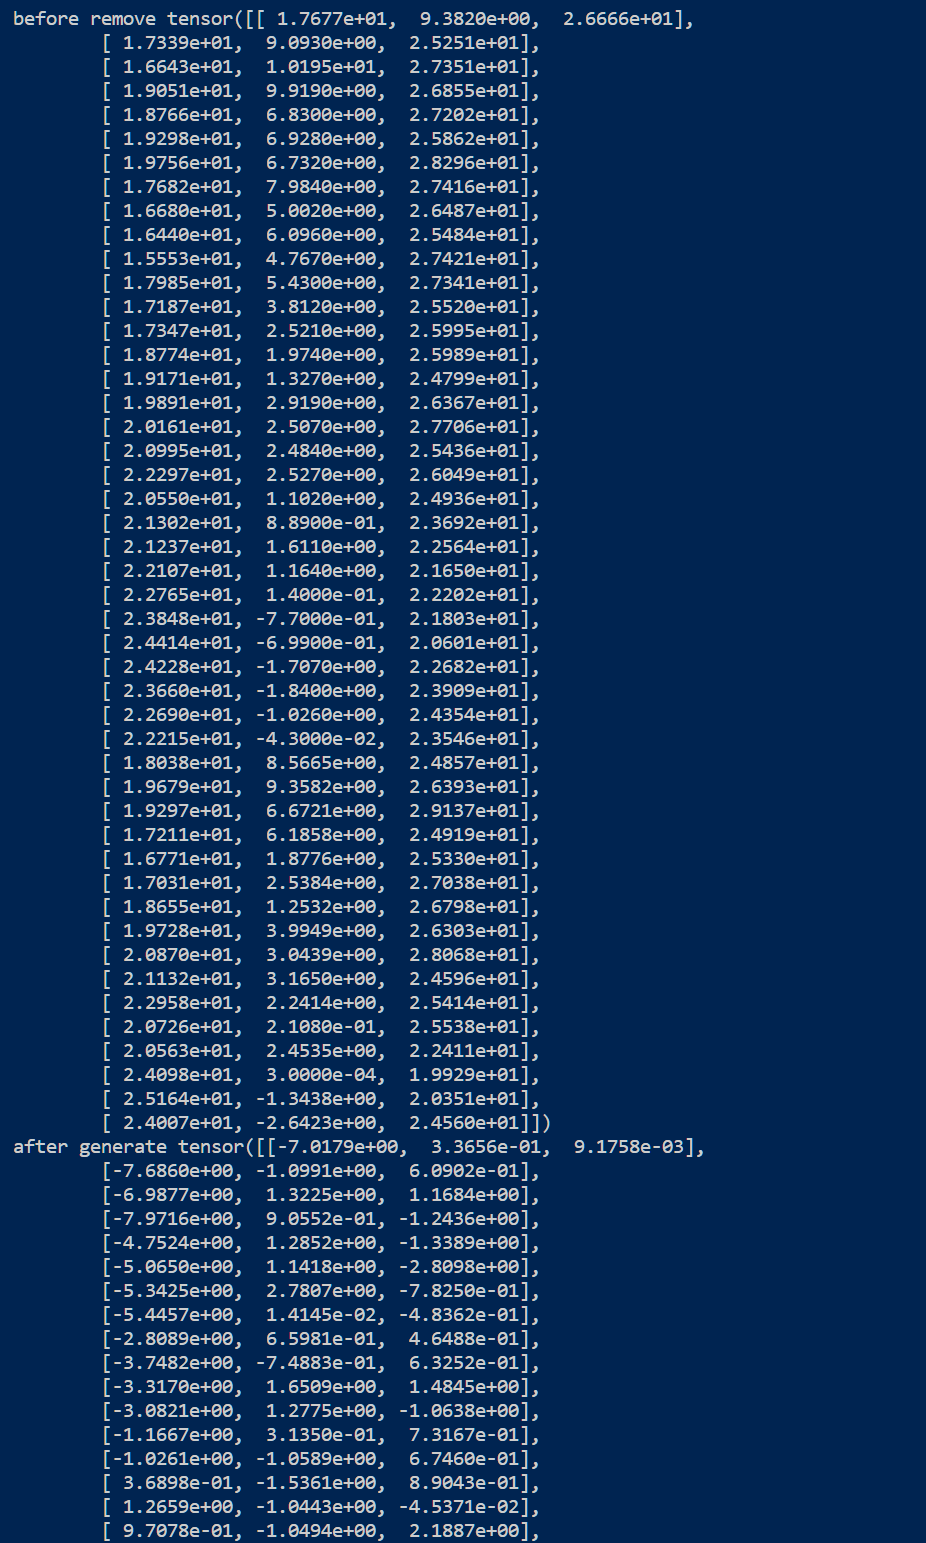 before remove tensor([[ 1.7677e+01,  9.3820e+00,  2.6666e+01],
        [ 1.7339e+01,  9.0930e+00,  2.5251e+01],
        [ 1.6643e+01,  1.0195e+01,  2.7351e+01],
        [ 1.9051e+01,  9.9190e+00,  2.6855e+01],
        [ 1.8766e+01,  6.8300e+00,  2.7202e+01],
        [ 1.9298e+01,  6.9280e+00,  2.5862e+01],
        [ 1.9756e+01,  6.7320e+00,  2.8296e+01],
        [ 1.7682e+01,  7.9840e+00,  2.7416e+01],
        [ 1.6680e+01,  5.0020e+00,  2.6487e+01],
        [ 1.6440e+01,  6.0960e+00,  2.5484e+01],
        [ 1.5553e+01,  4.7670e+00,  2.7421e+01],
        [ 1.7985e+01,  5.4300e+00,  2.7341e+01],
        [ 1.7187e+01,  3.8120e+00,  2.5520e+01],
        [ 1.7347e+01,  2.5210e+00,  2.5995e+01],
        [ 1.8774e+01,  1.9740e+00,  2.5989e+01],
        [ 1.9171e+01,  1.3270e+00,  2.4799e+01],
        [ 1.9891e+01,  2.9190e+00,  2.6367e+01],
        [ 2.0161e+01,  2.5070e+00,  2.7706e+01],
        [ 2.0995e+01,  2.4840e+00,  2.5436e+01],
        [ 2.2297e+01,  2.5270e+00,  2.6049e+01],
        [ 2.0550e+01,  1.1020e+00,  2.4936e+01],
        [ 2.1302e+01,  8.8900e-01,  2.3692e+01],
        [ 2.1237e+01,  1.6110e+00,  2.2564e+01],
        [ 2.2107e+01,  1.1640e+00,  2.1650e+01],
        [ 2.2765e+01,  1.4000e-01,  2.2202e+01],
        [ 2.3848e+01, -7.7000e-01,  2.1803e+01],
        [ 2.4414e+01, -6.9900e-01,  2.0601e+01],
        [ 2.4228e+01, -1.7070e+00,  2.2682e+01],
        [ 2.3660e+01, -1.8400e+00,  2.3909e+01],
        [ 2.2690e+01, -1.0260e+00,  2.4354e+01],
        [ 2.2215e+01, -4.3000e-02,  2.3546e+01],
        [ 1.8038e+01,  8.5665e+00,  2.4857e+01],
        [ 1.9679e+01,  9.3582e+00,  2.6393e+01],
        [ 1.9297e+01,  6.6721e+00,  2.9137e+01],
        [ 1.7211e+01,  6.1858e+00,  2.4919e+01],
        [ 1.6771e+01,  1.8776e+00,  2.5330e+01],
        [ 1.7031e+01,  2.5384e+00,  2.7038e+01],
        [ 1.8655e+01,  1.2532e+00,  2.6798e+01],
        [ 1.9728e+01,  3.9949e+00,  2.6303e+01],
        [ 2.0870e+01,  3.0439e+00,  2.8068e+01],
        [ 2.1132e+01,  3.1650e+00,  2.4596e+01],
        [ 2.2958e+01,  2.2414e+00,  2.5414e+01],
        [ 2.0726e+01,  2.1080e-01,  2.5538e+01],
        [ 2.0563e+01,  2.4535e+00,  2.2411e+01],
        [ 2.4098e+01,  3.0000e-04,  1.9929e+01],
        [ 2.5164e+01, -1.3438e+00,  2.0351e+01],
        [ 2.4007e+01, -2.6423e+00,  2.4560e+01]])
after generate tensor([[-7.0179e+00,  3.3656e-01,  9.1758e-03],
        [-7.6860e+00, -1.0991e+00,  6.0902e-01],
        [-6.9877e+00,  1.3225e+00,  1.1684e+00],
        [-7.9716e+00,  9.0552e-01, -1.2436e+00],
        [-4.7524e+00,  1.2852e+00, -1.3389e+00],
        [-5.0650e+00,  1.1418e+00, -2.8098e+00],
        [-5.3425e+00,  2.7807e+00, -7.8250e-01],
        [-5.4457e+00,  1.4145e-02, -4.8362e-01],
        [-2.8089e+00,  6.5981e-01,  4.6488e-01],
        [-3.7482e+00, -7.4883e-01,  6.3252e-01],
        [-3.3170e+00,  1.6509e+00,  1.4845e+00],
        [-3.0821e+00,  1.2775e+00, -1.0638e+00],
        [-1.1667e+00,  3.1350e-01,  7.3167e-01],
        [-1.0261e+00, -1.0589e+00,  6.7460e-01],
        [ 3.6898e-01, -1.5361e+00,  8.9043e-01],
        [ 1.2659e+00, -1.0443e+00, -4.5371e-02],
        [ 9.7078e-01, -1.0494e+00,  2.1887e+00],